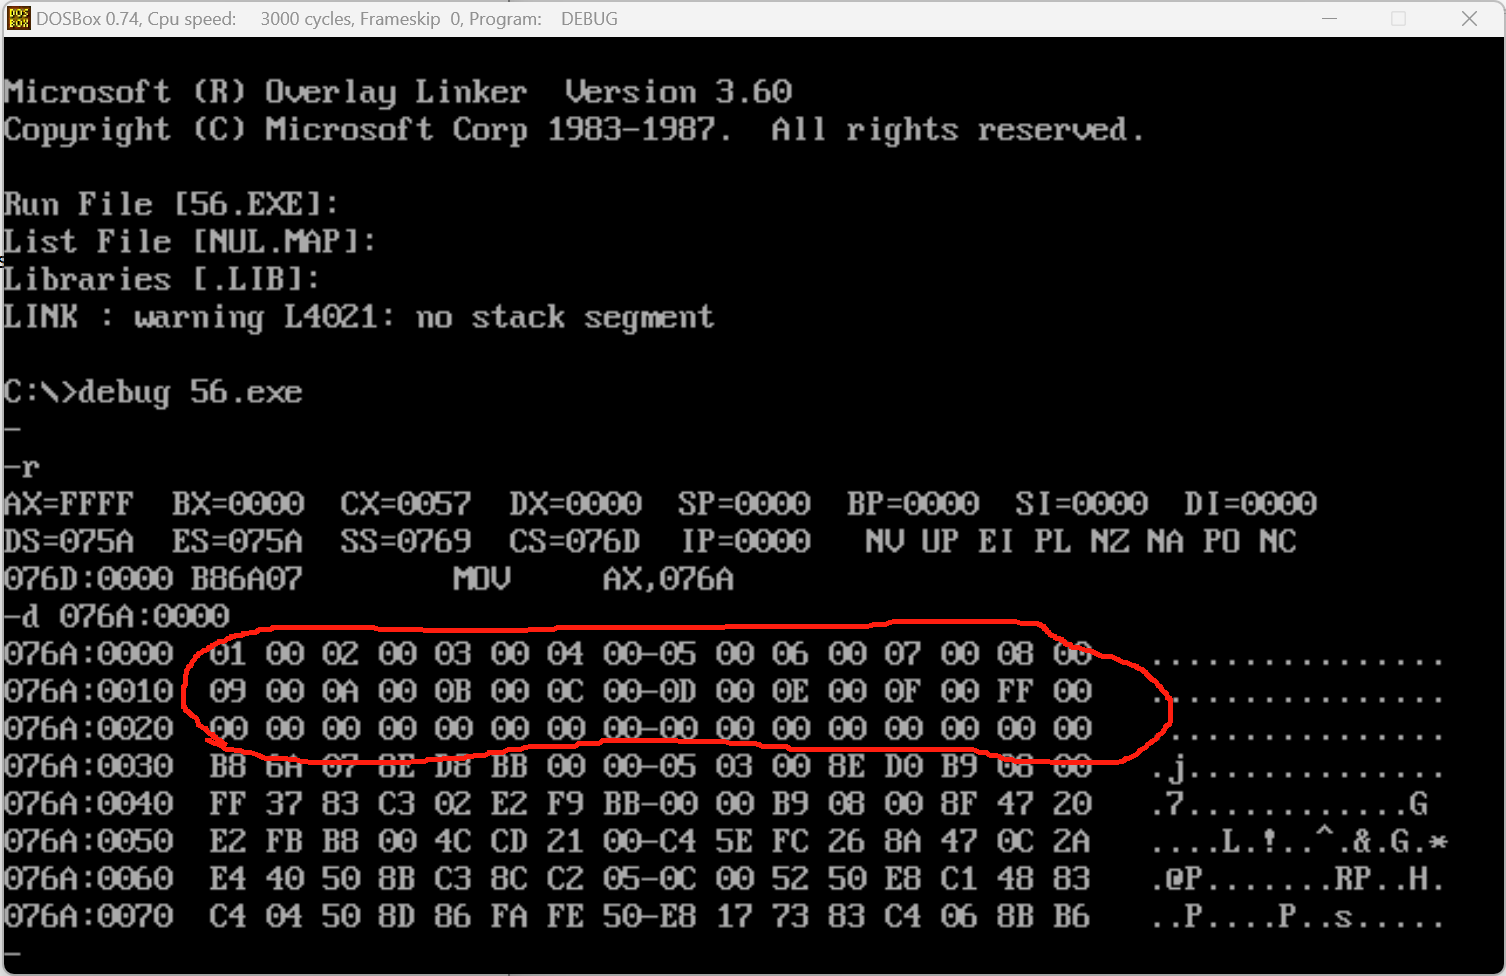 DOSBox 0.74, Cpu speed: 3000 cycles, Frameskip 0, Program: DEBUG
Microsoft (R) Overlay Linker Version 3.60
Copyright (C) Microsoft Corp 1983-1987. All rights reserved.
Run File [56.EXE]:
List File [NUL.MAP]:
Libraries [.LIB]:
LINK : warning L4021: no stack segment
C:\>debug 56.exe
-
-r
AX=FFFF BX=0000 CX=0057 DX=0000 SP=0000 BP=0000 SI=0000 DI=0000
DS=075A ES=075A SS=0769 CS=076D IP=0000 NV UP EI PL NZ NA PO NC
076D:0000 B86A07 MOV AX,076A
-d 076A:0000
076A:0000 01 00 02 00 03 00 04 00-05 00 06 00 07 00 08 00 ................
076A:0010 09 00 0A 00 0B 00 0C 00-0D 00 0E 00 0F 00 FF 00 ................
076A:0020 00 00 00 00 00 00 00 00-00 00 00 00 00 00 00 00 ................
076A:0030 B8 6A 07 8E D8 BB 00 00-05 03 00 8E D0 B9 08 00 .j..............
076A:0040 FF 37 83 C3 02 E2 F9 BB-00 00 B9 08 00 8F 47 20 .7............G 
076A:0050 E2 FB B8 00 4C CD 21 00-C4 5E FC 26 8A 47 0C 2A ....L.!..^.&.G.*
076A:0060 E4 40 50 8B C3 8C C2 05-0C 00 52 50 E8 C1 48 83 .@P.......RP..H.
076A:0070 C4 04 50 8D 86 FA FE 50-E8 17 73 83 C4 06 8B B6 ..P....P..s.....
-